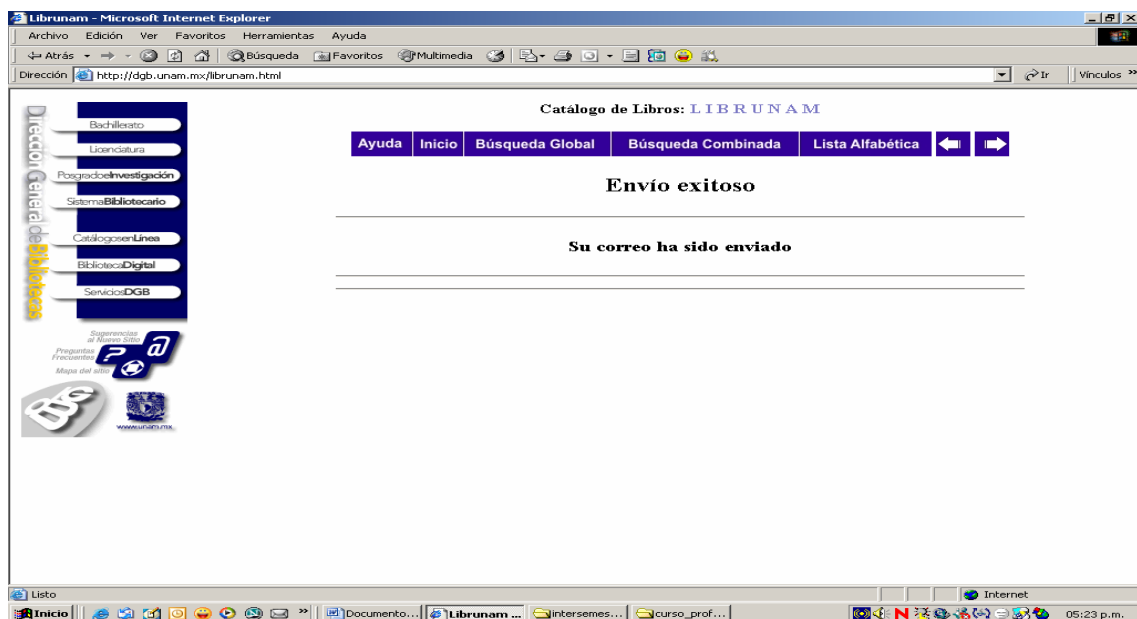 Librunam - Microsoft Internet Explorer
Archivo Edición Ver Favoritos Herramientas Ayuda
Atrás Búsqueda Favoritos Multimedia
Dirección http://dgb.unam.mx/librunam.html Ir Vínculos »
Catálogo de Libros: L I B R U N A M
Ayuda Inicio Búsqueda Global Búsqueda Combinada Lista Alfabética
Envío exitoso
Su correo ha sido enviado
Dirección General de Bibliotecas
Bachillerato
Licenciatura
PosgradoeInvestigación
SistemaBibliotecario
CatálogosenLínea
BibliotecaDigital
ServiciosDGB
Sugerencias
al Nuevo Sitio
Preguntas
Frecuentes
Mapa del sitio
? @
www.unam.mx
Listo Internet
Inicio » Documento... Librunam ... intersemes... curso_prof... N 05:23 p.m.